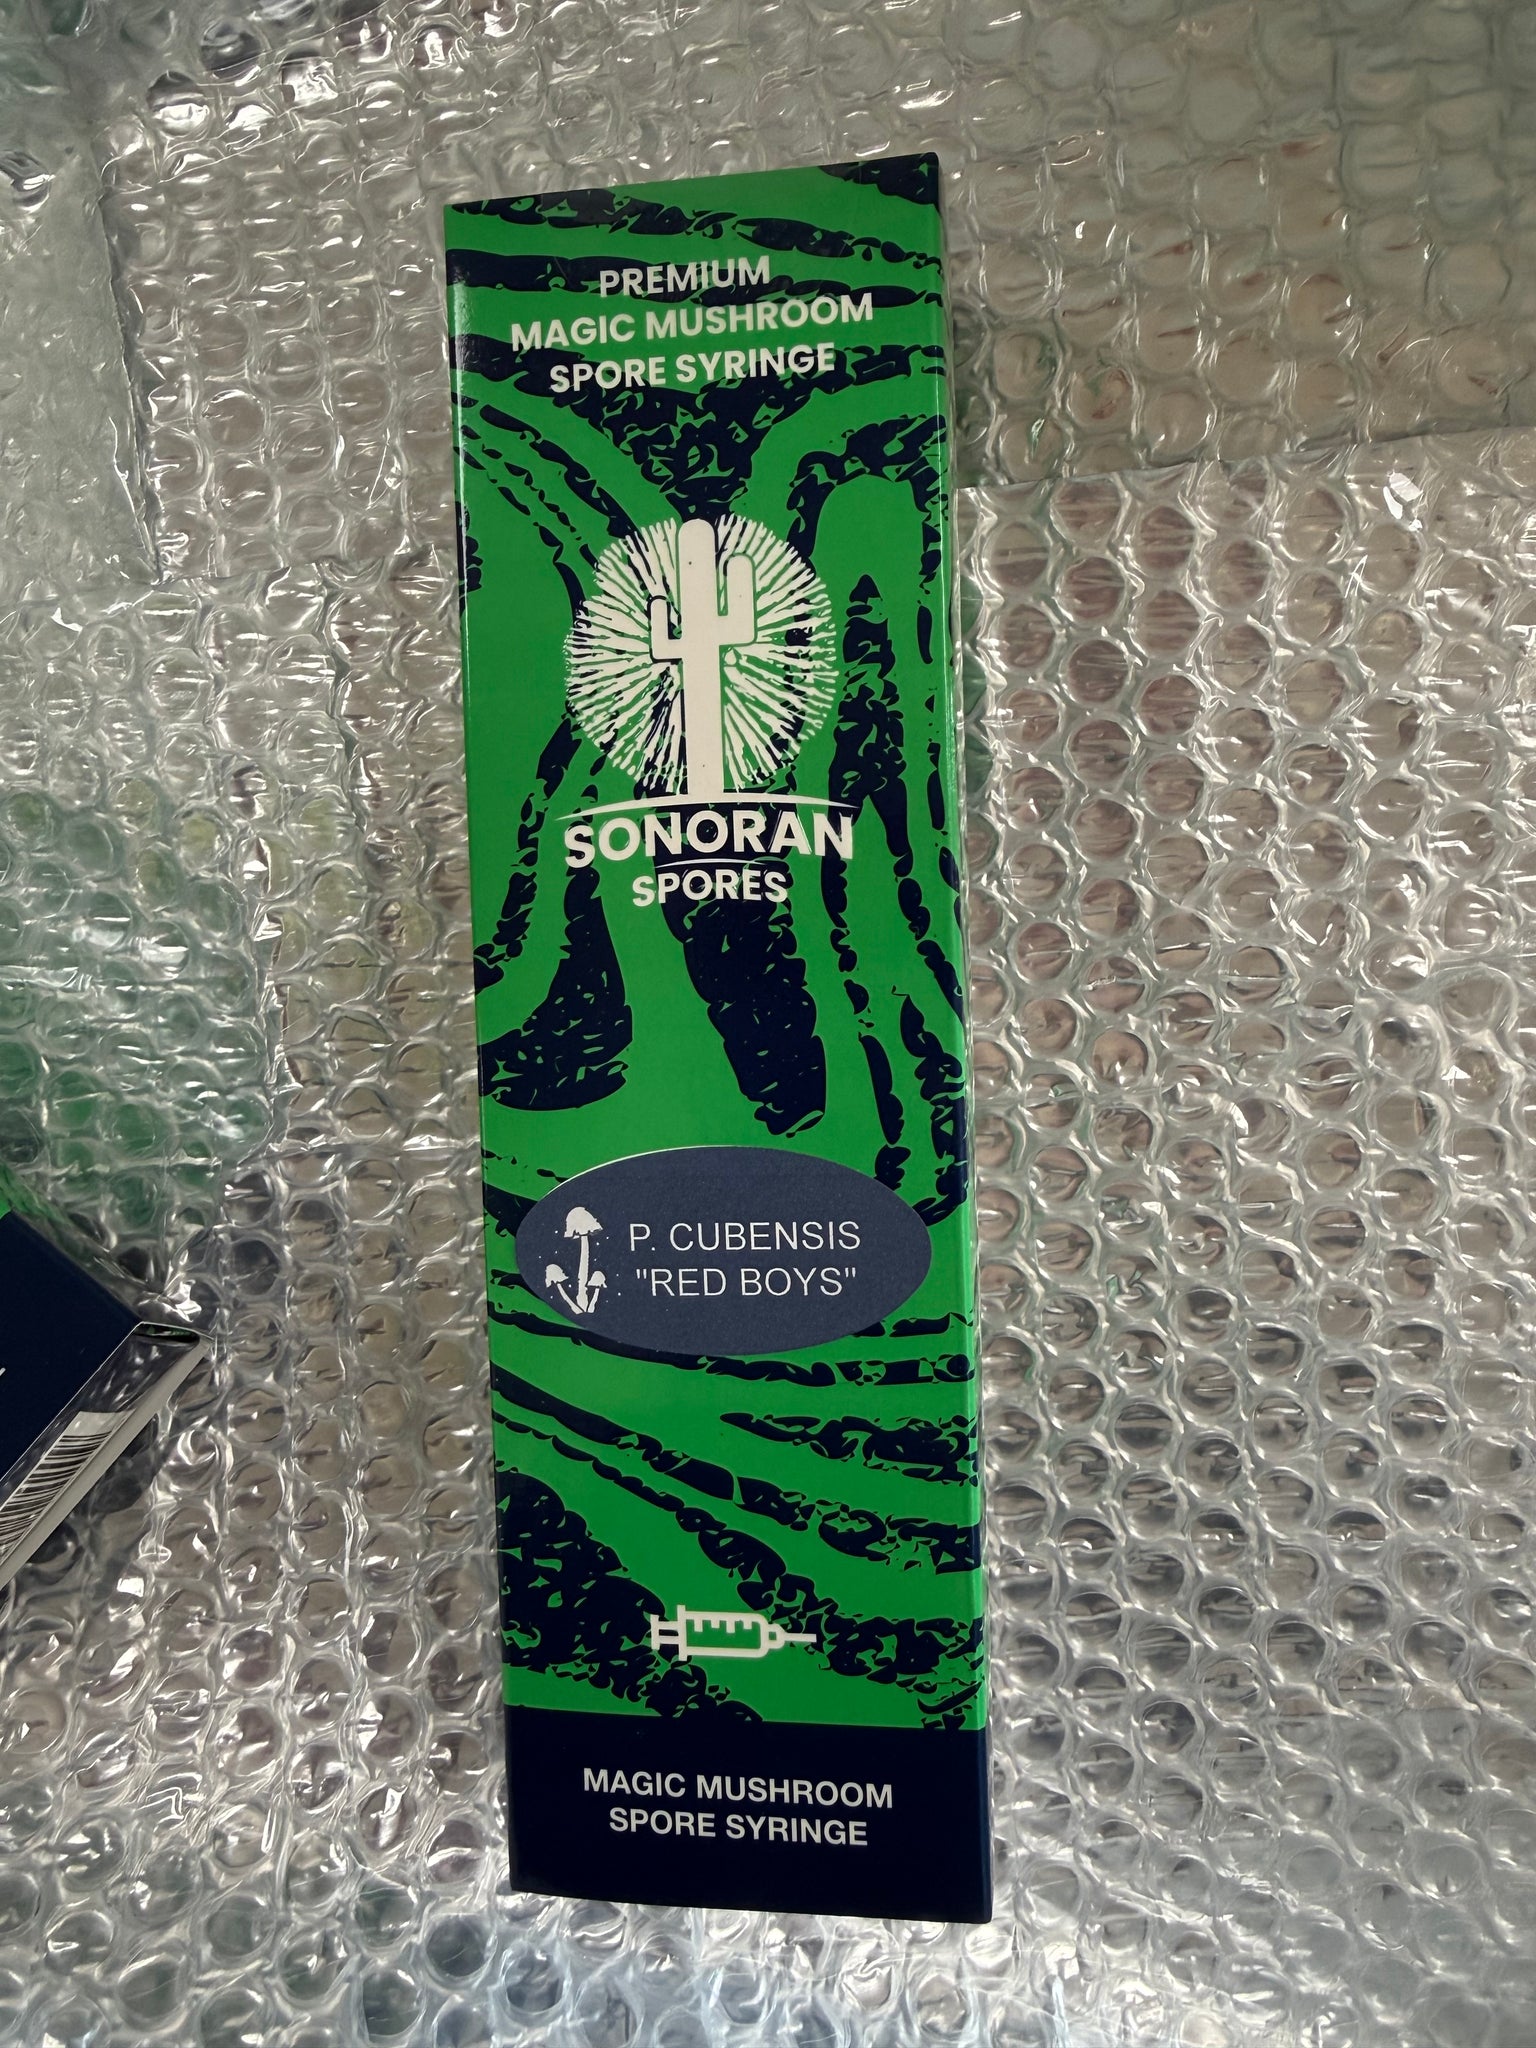 PREMIUM
MAGIC MUSHROOM
SPORE SYRINGE
SONORAN
SPORES
P. CUBENSIS
"RED BOYS"
MAGIC MUSHROOM
SPORE SYRINGE